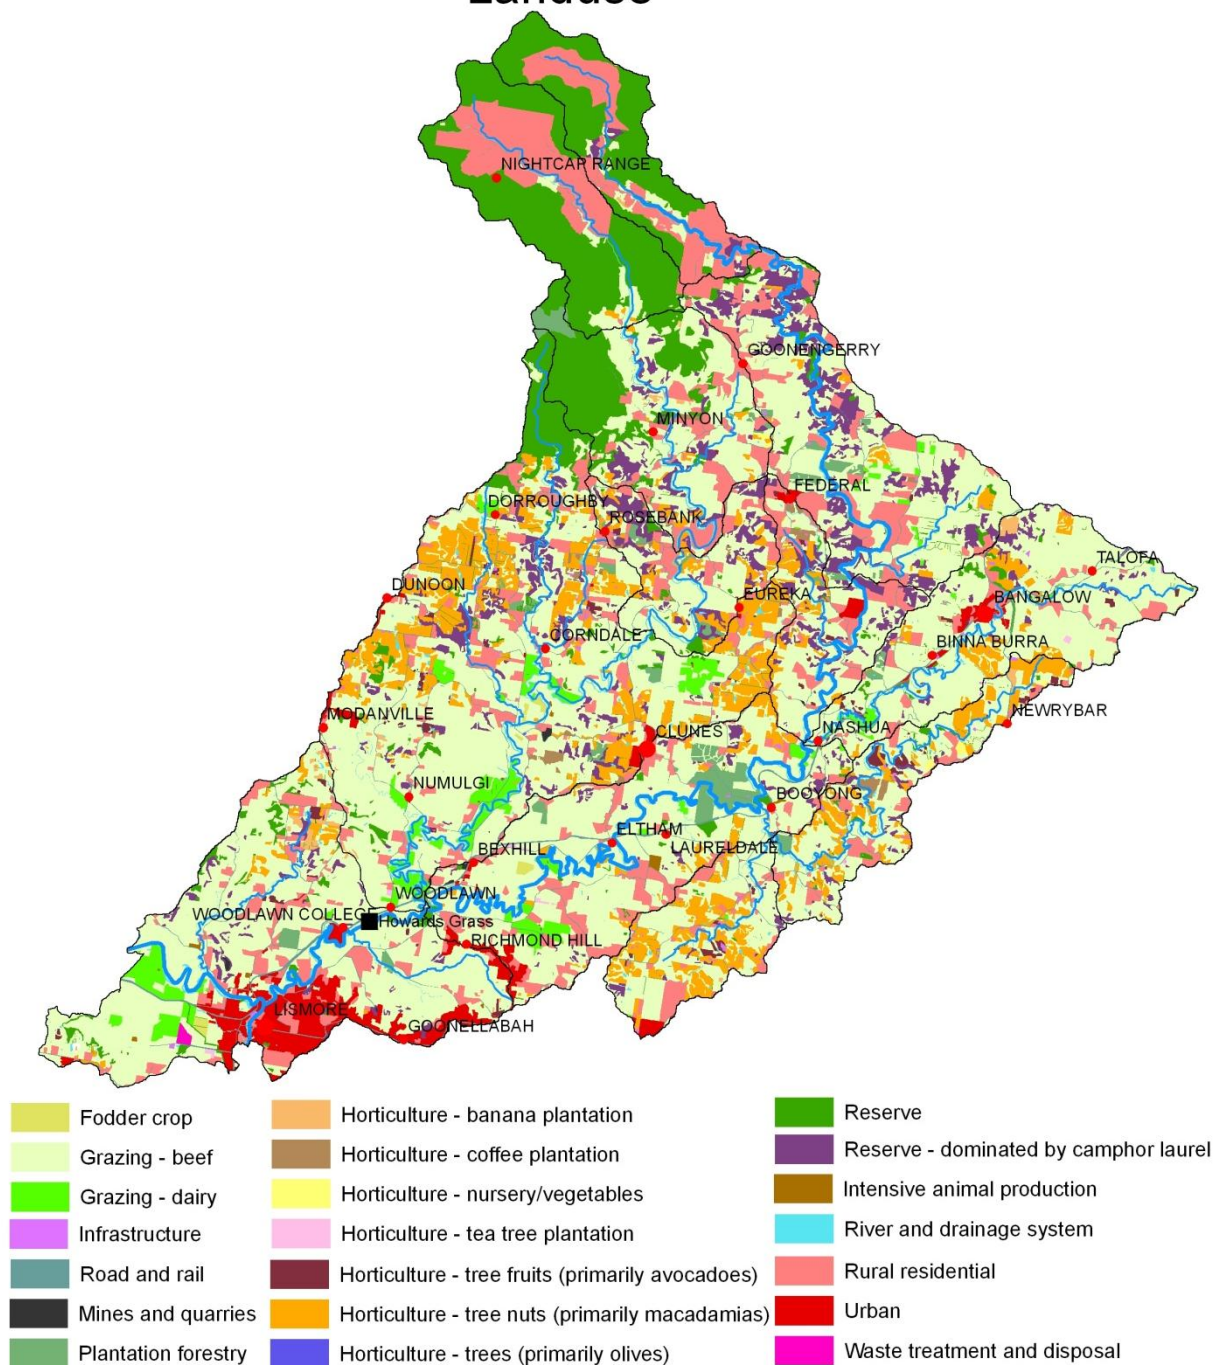 Landuse
NIGHTCAP RANGE
GOONENGERRY
MINYON
FEDERAL
DORROUGHBY
ROSEBANK
TALOFA
DUNOON
EUREKA
BANGALOW
CORNDALE
BINNA BURRA
MODANVILLE
NEWRYBAR
CLUNES
NASHUA
NUMULGI
BOOYONG
ELTHAM
BEXHILL
LAURELDALE
WOODLAWN
WOODLAWN COLLEGE
Howards Grass
RICHMOND HILL
LISMORE
GOONELLABAH
Fodder crop
Grazing - beef
Grazing - dairy
Infrastructure
Road and rail
Mines and quarries
Plantation forestry
Horticulture - banana plantation
Horticulture - coffee plantation
Horticulture - nursery/vegetables
Horticulture - tea tree plantation
Horticulture - tree fruits (primarily avocadoes)
Horticulture - tree nuts (primarily macadamias)
Horticulture - trees (primarily olives)
Reserve
Reserve - dominated by camphor laurel
Intensive animal production
River and drainage system
Rural residential
Urban
Waste treatment and disposal